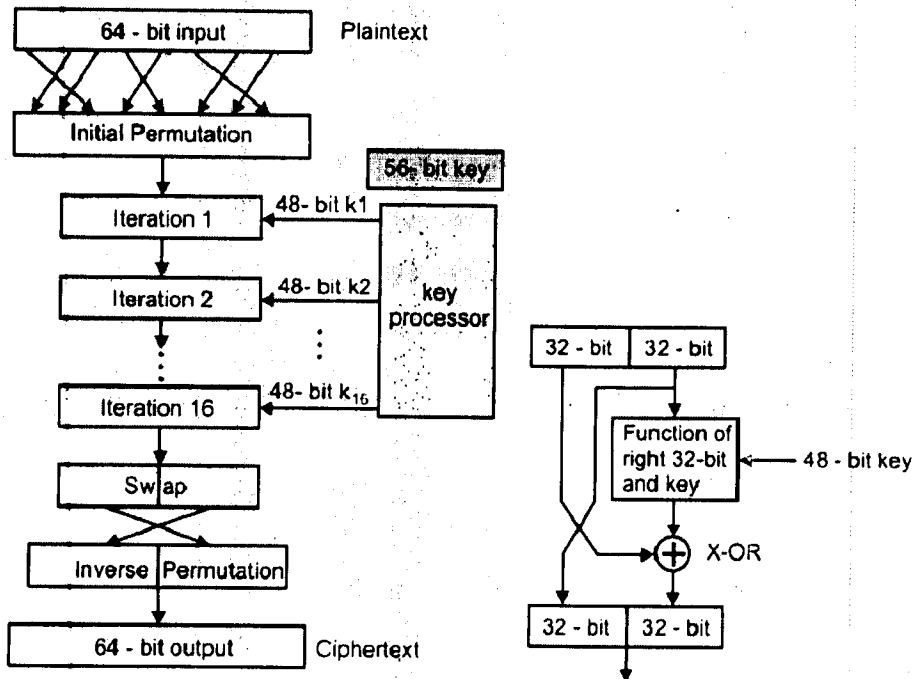 64 - bit input
Plaintext
Initial Permutation
56- bit key
Iteration 1
48- bit k1
Iteration 2
48- bit k2
key
processor
Iteration 16
48- bit k16
Swap
Inverse Permutation
64 - bit output
Ciphertext
32 - bit
32 - bit
Function of
right 32-bit
and key
48 - bit key
X-OR
32 - bit
32 - bit